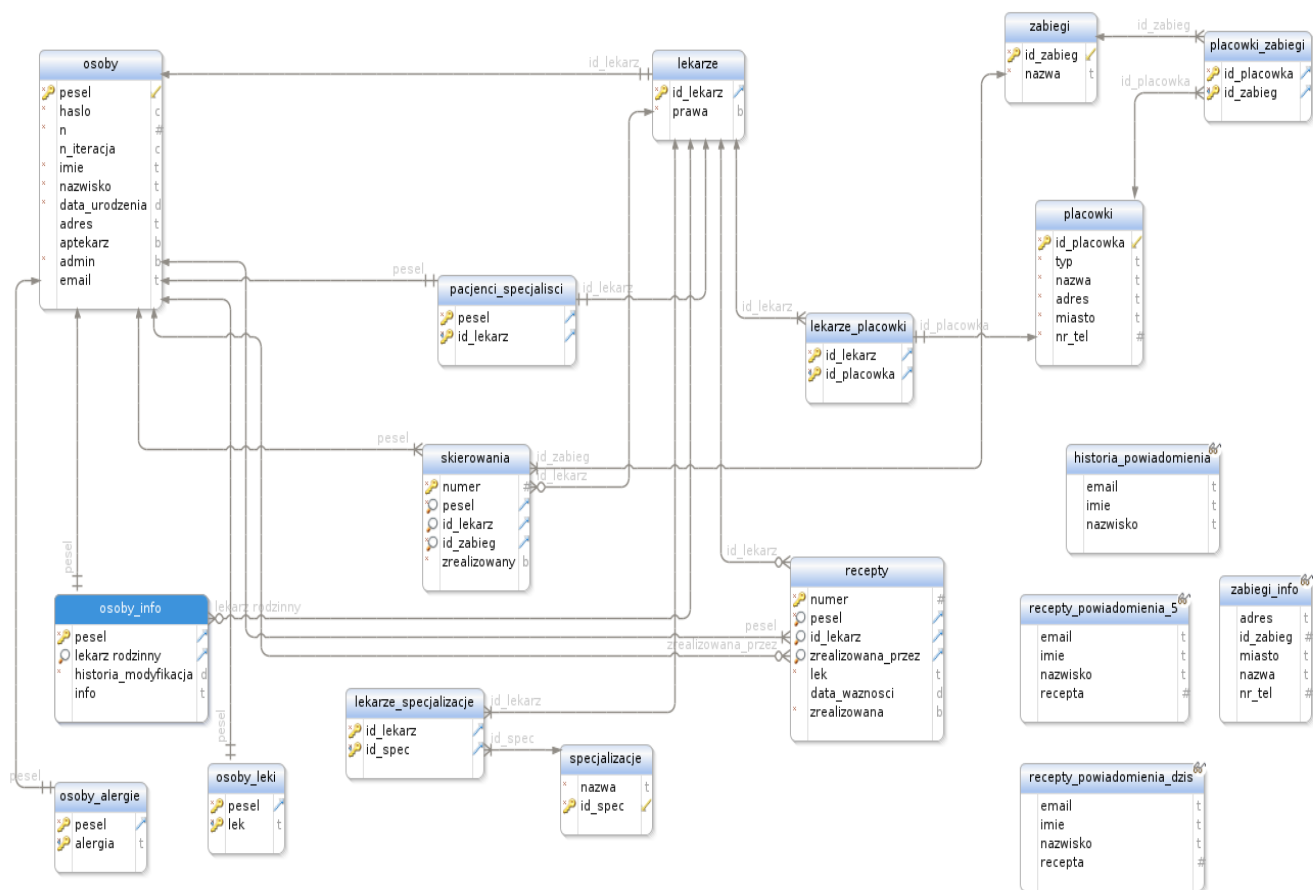 osoby
pesel
haslo c
n #
n_iteracja c
imie t
nazwisko t
data_urodzenia d
adres t
aptekarz b
admin b
email t
id_lekarz
lekarze
id_lekarz
prawa b
zabiegi
id_zabieg
nazwa t
id_zabieg
placowki_zabiegi
id_placowka
id_zabieg
id_placowka
placowki
id_placowka
typ t
nazwa t
adres t
miasto t
nr_tel #
pesel
pacjenci_specjalisci
pesel
id_lekarz
id_lekarz
id_lekarz
lekarze_placowki
id_lekarz
id_placowka
id_placowka
pesel
skierowania
numer #
pesel
id_lekarz
id_zabieg
zrealizowany b
id_zabieg
id_lekarz
historia_powiadomienia
email t
imie t
nazwisko t
id_lekarz
recepty
numer #
pesel
id_lekarz
zrealizowana_przez
lek t
data_waznosci d
zrealizowana b
pesel
zrealizowana_przez
pesel
osoby_info
pesel
lekarz rodzinny
historia_modyfikacja d
info t
lekarz rodzinny
recepty_powiadomienia_5
email t
imie t
nazwisko t
recepta #
zabiegi_info
adres t
id_zabieg #
miasto t
nazwa t
nr_tel #
lekarze_specjalizacje
id_lekarz
id_spec
id_lekarz
id_spec
specjalizacje
nazwa t
id_spec
pesel
osoby_alergie
pesel
alergia t
pesel
osoby_leki
pesel
lek t
recepty_powiadomienia_dzis
email t
imie t
nazwisko t
recepta #